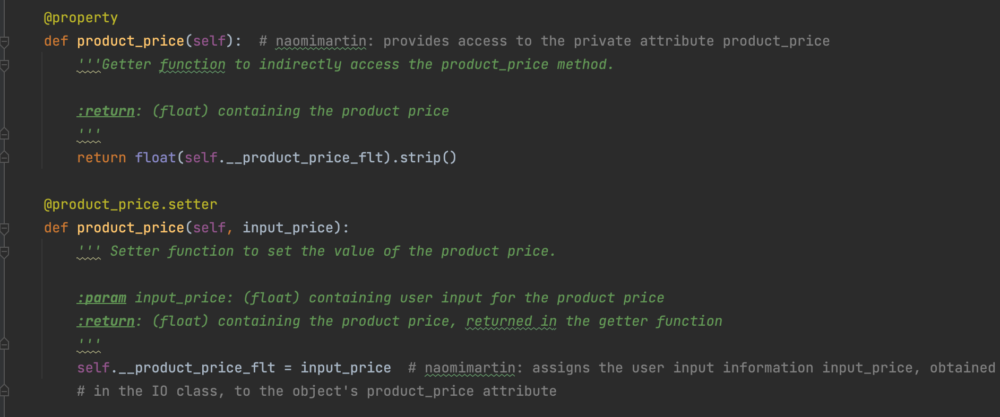 @property
def product_price(self):  # naomimartin: provides access to the private attribute product_price
'''Getter function to indirectly access the product_price method.
:return: (float) containing the product price
'''
return float(self.__product_price_flt).strip()
@product_price.setter
def product_price(self, input_price):
''' Setter function to set the value of the product price.
:param input_price: (float) containing user input for the product price
:return: (float) containing the product price, returned in the getter function
'''
self.__product_price_flt = input_price  # naomimartin: assigns the user input information input_price, obtained
# in the IO class, to the object's product_price attribute